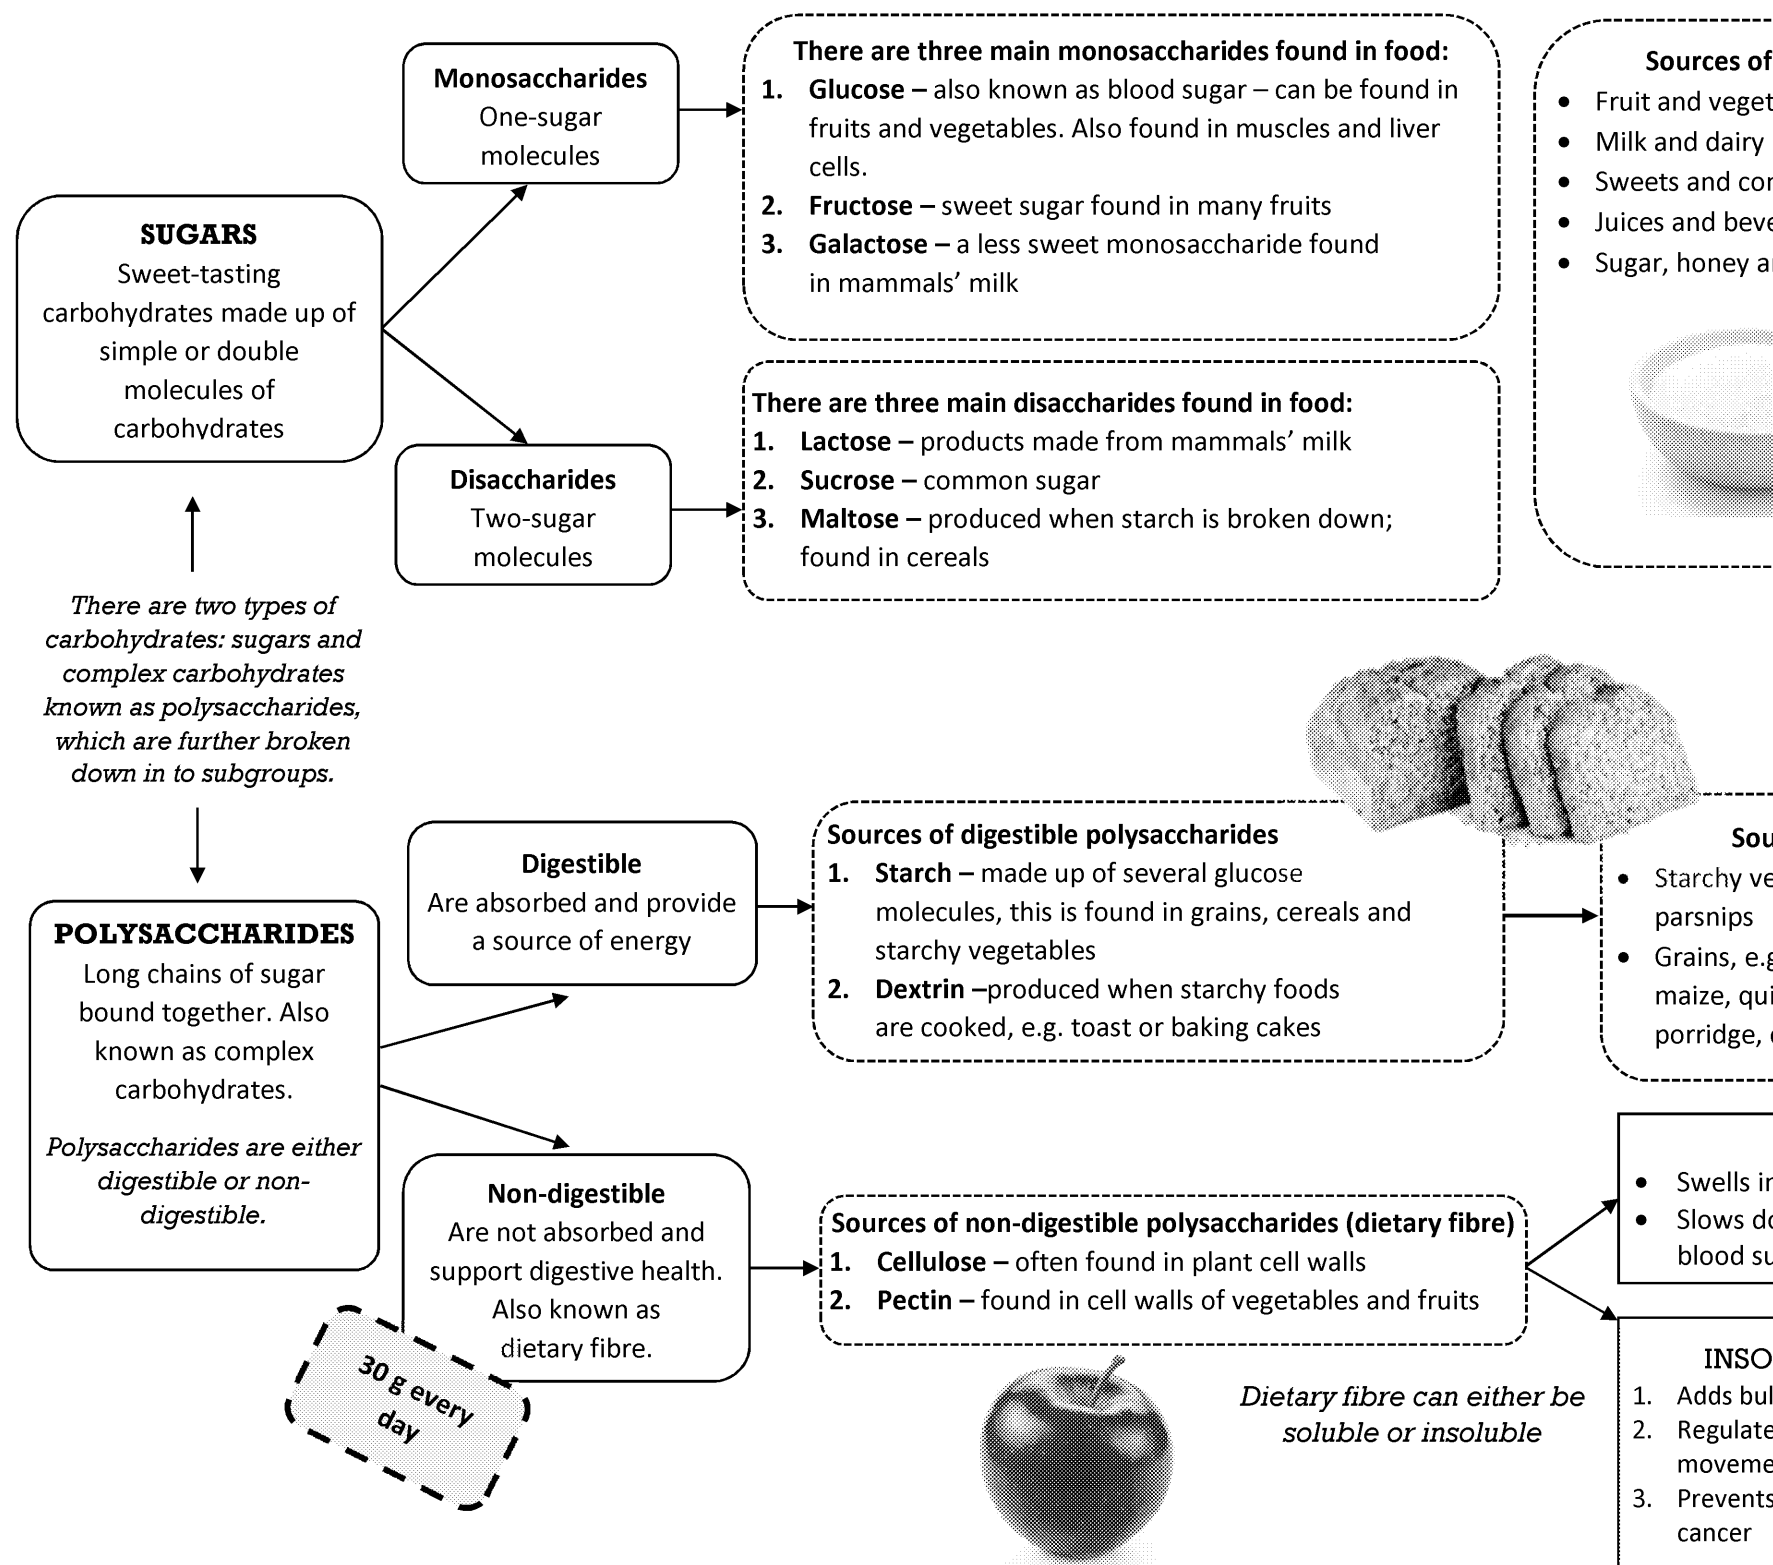 Monosaccharides
One-sugar
molecules
There are three main monosaccharides found in food:
1. Glucose – also known as blood sugar – can be found in
fruits and vegetables. Also found in muscles and liver
cells.
2. Fructose – sweet sugar found in many fruits
3. Galactose – a less sweet monosaccharide found
in mammals’ milk
Sources of
• Fruit and
• Milk and dairy
• Sweets and
• Juices and
• Sugar, honey
SUGARS
Sweet-tasting
carbohydrates made up of
simple or double
molecules of
carbohydrates
Disaccharides
Two-sugar
molecules
There are three main disaccharides found in food:
1. Lactose – products made from mammals’ milk
2. Sucrose – common sugar
3. Maltose – produced when starch is broken down;
found in cereals
There are two types of
carbohydrates: sugars and
complex carbohydrates
known as polysaccharides,
which are further broken
down in to subgroups.
POLYSACCHARIDES
Long chains of sugar
bound together. Also
known as complex
carbohydrates.
Polysaccharides are either
digestible or non-
digestible.
Digestible
Are absorbed and provide
a source of energy
Sources of digestible polysaccharides
1. Starch – made up of several glucose
molecules, this is found in grains, cereals and
starchy vegetables
2. Dextrin –produced when starchy foods
are cooked, e.g. toast or baking cakes
• Starchy
parsnips
• Grains,
maize,
porridge,
Non-digestible
Are not absorbed and
support digestive health.
Also known as
dietary fibre.
30 g every
day
Sources of non-digestible polysaccharides (dietary fibre)
1. Cellulose – often found in plant cell walls
2. Pectin – found in cell walls of vegetables and fruits
Dietary fibre can either be
soluble or insoluble
• Swells
• Slows
blood
1. Adds
2.
3. Prevents
cancer